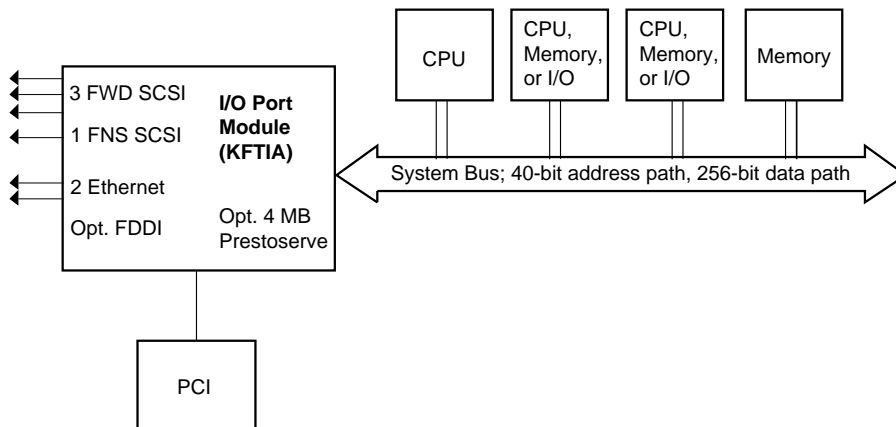 CPU
CPU,
Memory,
or I/O
CPU,
Memory,
or I/O
Memory
3 FWD SCSI
1 FNS SCSI
2 Ethernet
Opt. FDDI
I/O Port
Module
(KFTIA)
Opt. 4 MB
Prestoserve
System Bus; 40-bit address path, 256-bit data path
PCI